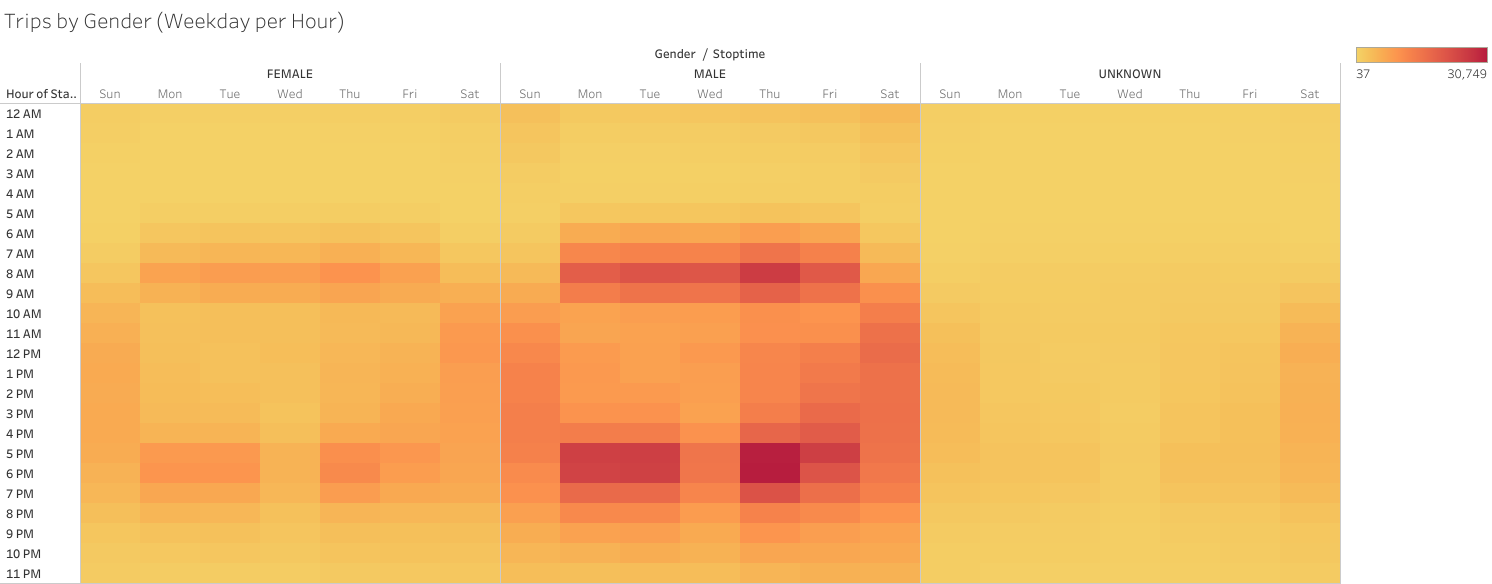 Trips by Gender (Weekday per Hour)
Gender / Stoptime
37 30,749
FEMALE MALE UNKNOWN
Hour of Sta.. Sun Mon Tue Wed Thu Fri Sat Sun Mon Tue Wed Thu Fri Sat Sun Mon Tue Wed Thu Fri Sat
12 AM
1 AM
2 AM
3 AM
4 AM
5 AM
6 AM
7 AM
8 AM
9 AM
10 AM
11 AM
12 PM
1 PM
2 PM
3 PM
4 PM
5 PM
6 PM
7 PM
8 PM
9 PM
10 PM
11 PM